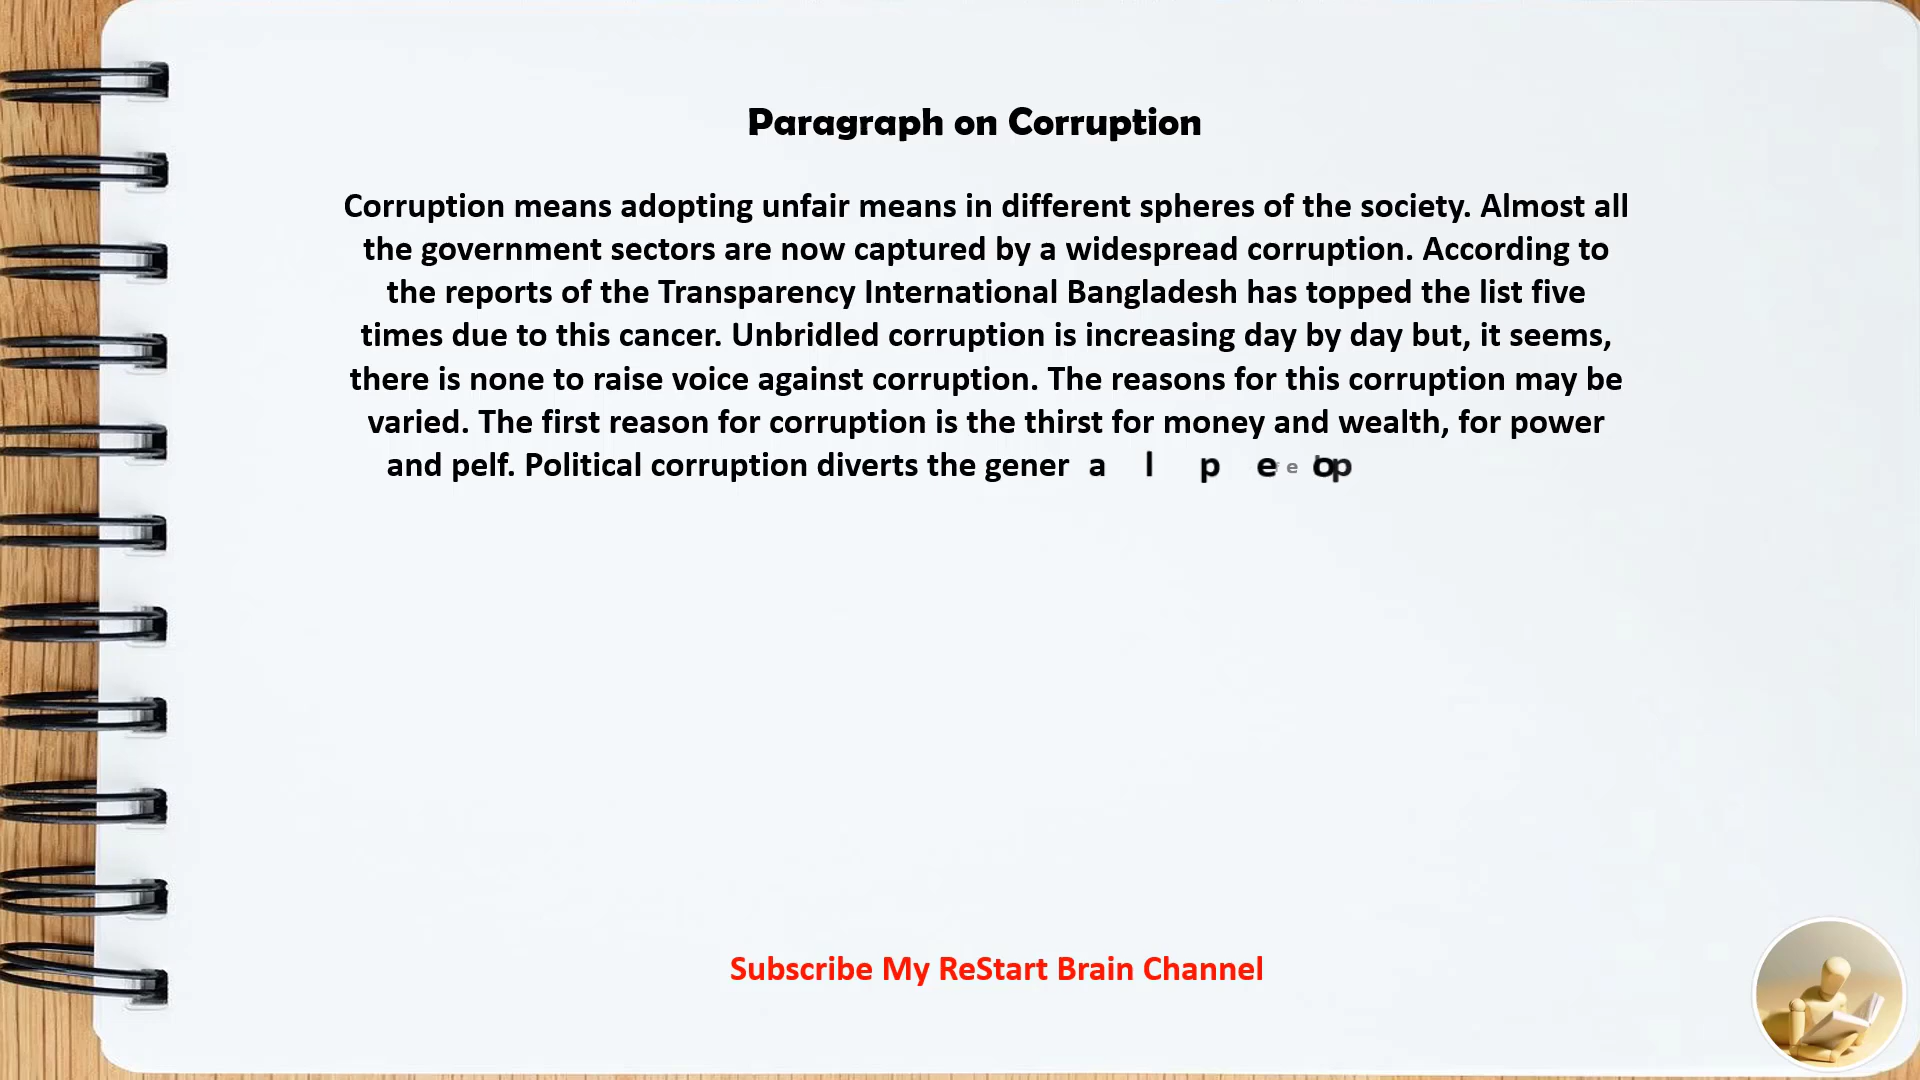 Paragraph on Corruption
Corruption means adopting unfair means in different spheres of the society. Almost all
the government sectors are now captured by a widespread corruption. According to
the reports of the Transparency International Bangladesh has topped the list five
times due to this cancer. Unbridled corruption is increasing day by day but, it seems,
there is none to raise voice against corruption. The reasons for this corruption may be
varied. The first reason for corruption is the thirst for money and wealth, for power
and pelf. Political corruption diverts the general
Subscribe My ReStart Brain Channel